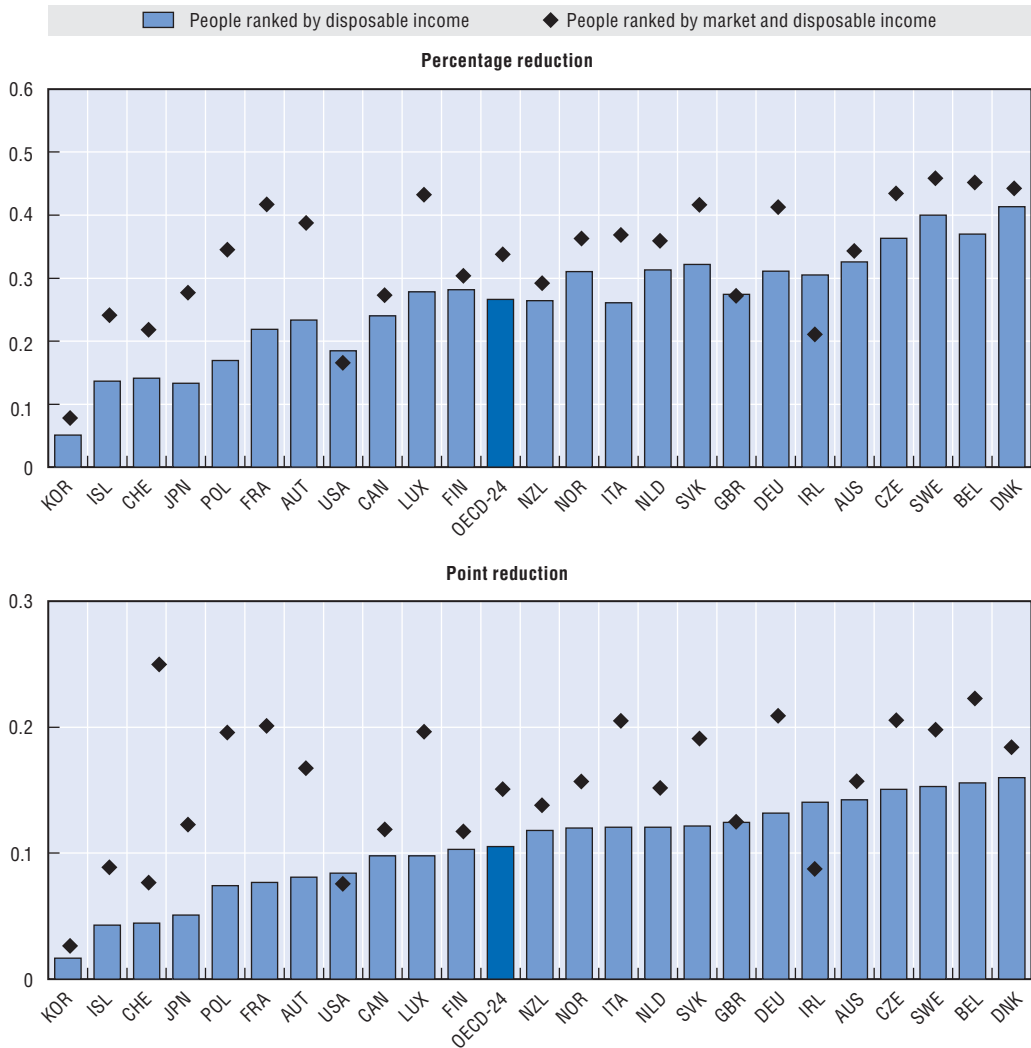 People ranked by disposable income People ranked by market and disposable income
Percentage reduction
0.6
0.5
0.4
0.3
0.2
0.1
0
KOR ISL CHE JPN POL FRA AUT USA CAN LUX FIN OECD-24 NZL NOR ITA NLD SVK GBR DEU IRL AUS CZE SWE BEL DNK
Point reduction
0.3
0.2
0.1
0
KOR ISL CHE JPN POL FRA AUT USA CAN LUX FIN OECD-24 NZL NOR ITA NLD SVK GBR DEU IRL AUS CZE SWE BEL DNK